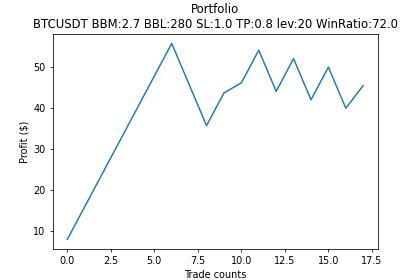 Portfolio
BTCUSDT BBM:2.7 BBL:280 SL:1.0 TP:0.8 lev:20 WinRatio:72.0
Profit ($)
50
40
30
20
10
0.0 2.5 5.0 7.5 10.0 12.5 15.0 17.5
Trade counts